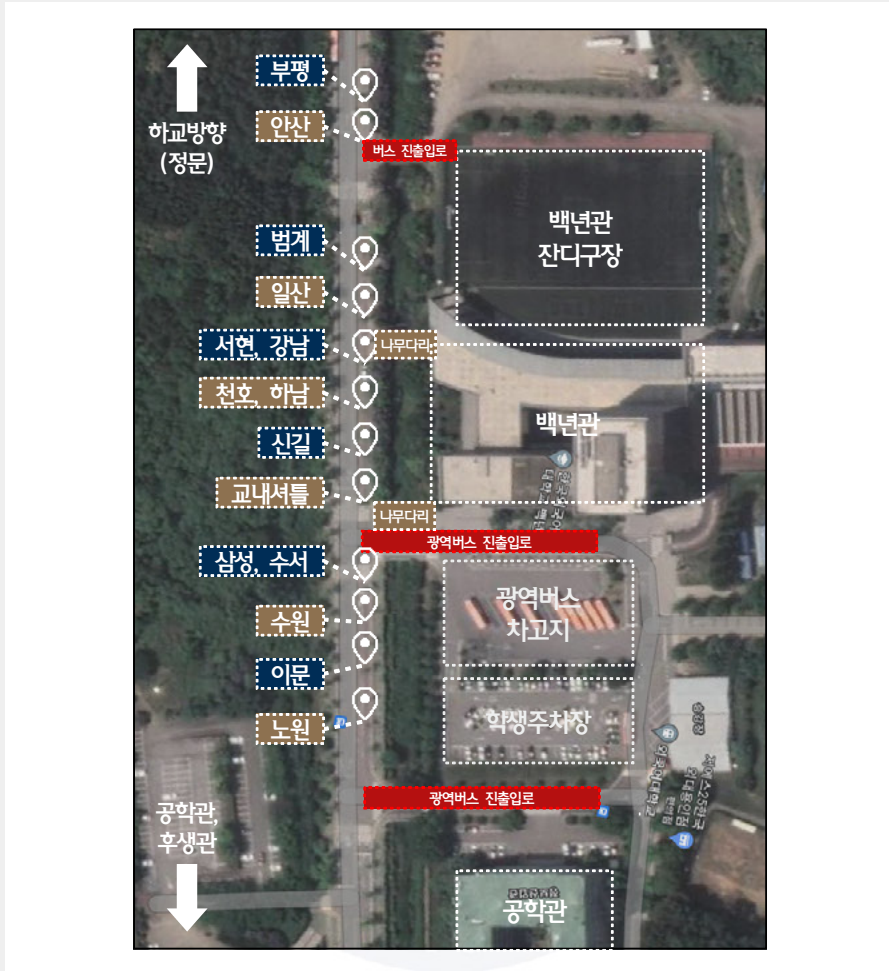 하교방향
(정문)
부평
안산
버스 진출입로
백년관
잔디구장
범계
일산
서현, 강남
나무다리
천호, 하남
백년관
신길
교내셔틀
나무다리
광역버스 진출입로
삼성, 수서
광역버스
차고지
수원
이문
노원
학생주차장
광역버스 진출입로
공학관,
후생관
공학관